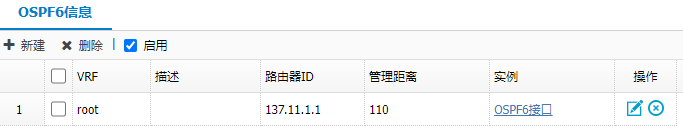 OSPF6信息
新建 删除 启用
VRF 描述 路由器ID 管理距离 实例 操作
1 root 137.11.1.1 110 OSPF6接口